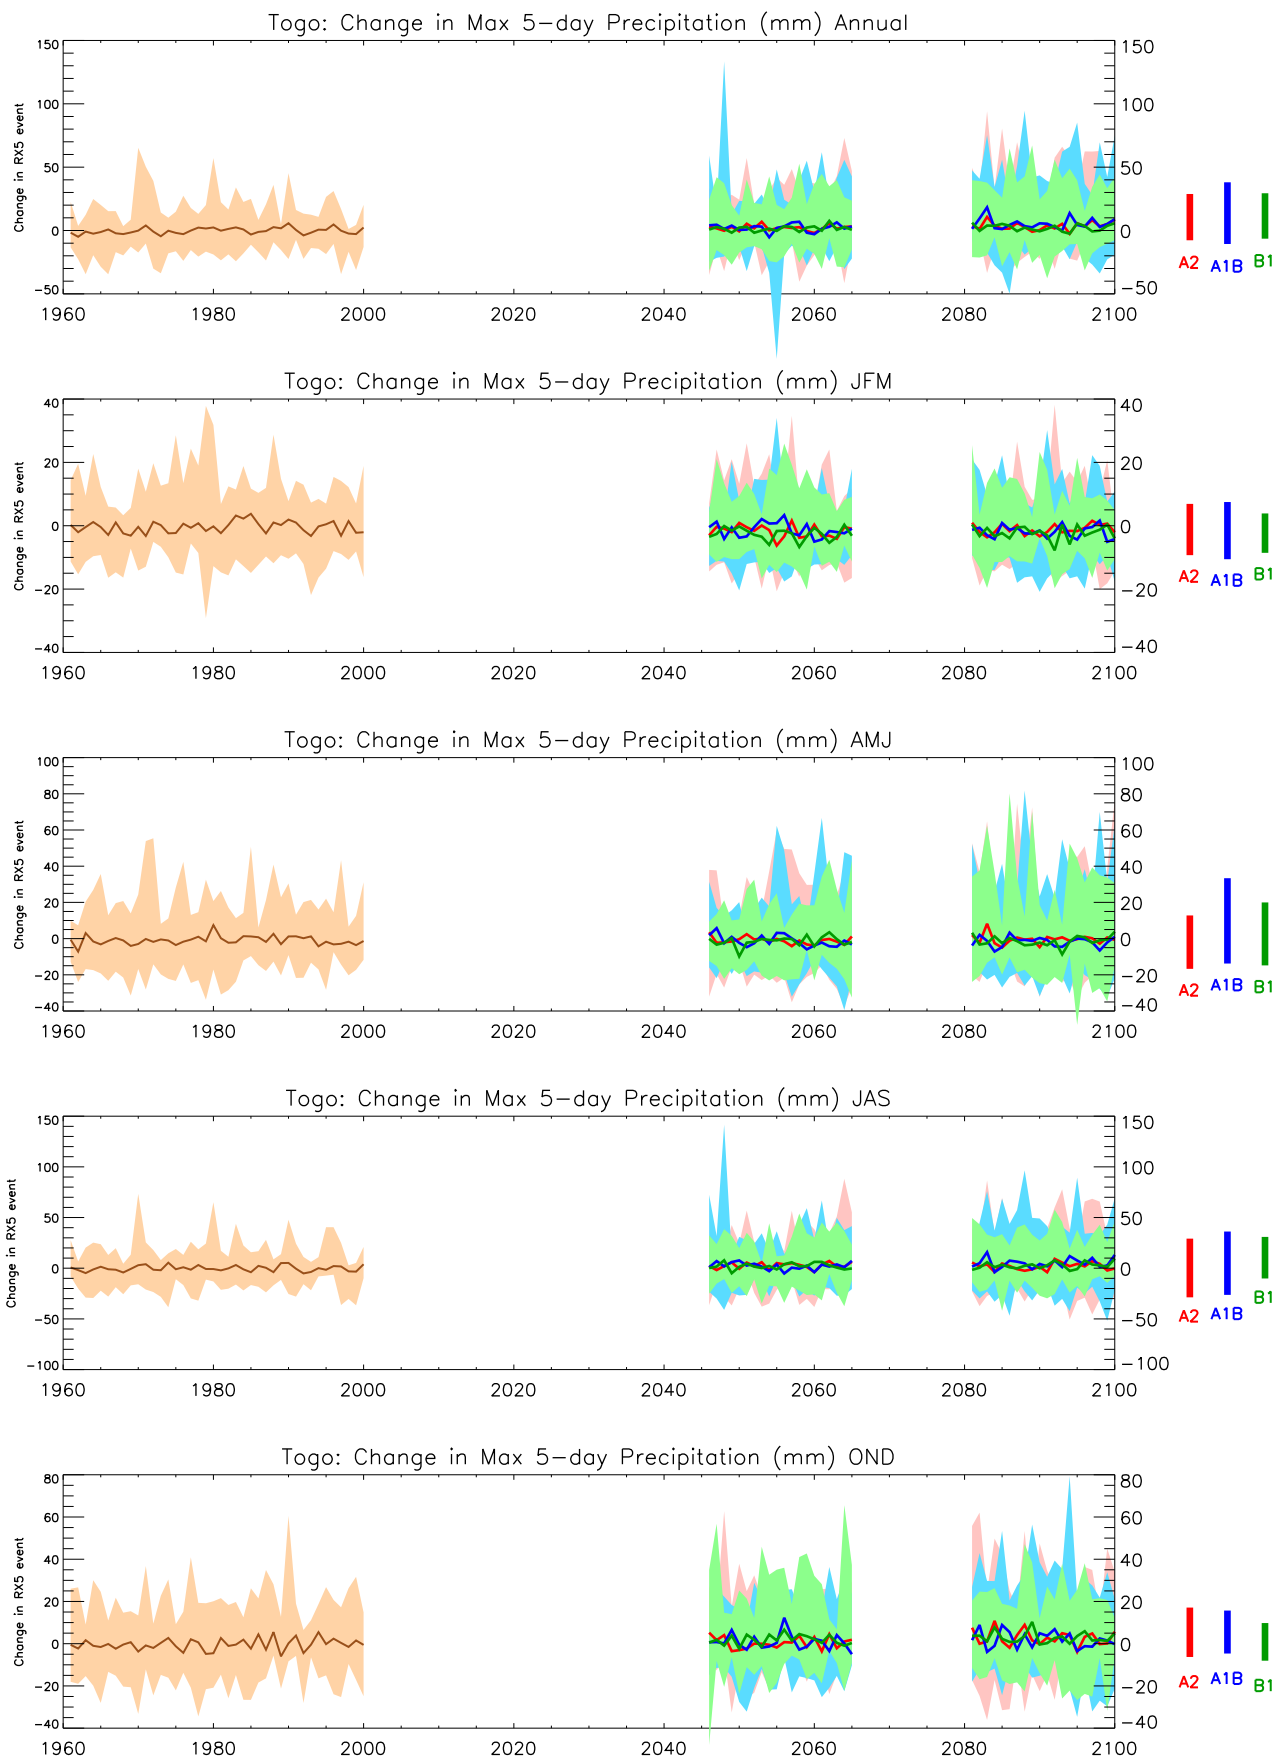 Togo: Change in Max 5-day Precipitation (mm) Annual
150 150
100 100
50 50
0 0
-50 -50
Change in RX5 event
1960 1980 2000 2020 2040 2060 2080 2100
A2 A1B B1
Togo: Change in Max 5-day Precipitation (mm) JFM
40 40
20 20
0 0
-20 -20
-40 -40
Change in RX5 event
1960 1980 2000 2020 2040 2060 2080 2100
A2 A1B B1
Togo: Change in Max 5-day Precipitation (mm) AMJ
100 100
80 80
60 60
40 40
20 20
0 0
-20 -20
-40 -40
Change in RX5 event
1960 1980 2000 2020 2040 2060 2080 2100
A2 A1B B1
Togo: Change in Max 5-day Precipitation (mm) JAS
150 150
100 100
50 50
0 0
-50 -50
-100 -100
Change in RX5 event
1960 1980 2000 2020 2040 2060 2080 2100
A2 A1B B1
Togo: Change in Max 5-day Precipitation (mm) OND
80 80
60 60
40 40
20 20
0 0
-20 -20
-40 -40
Change in RX5 event
1960 1980 2000 2020 2040 2060 2080 2100
A2 A1B B1